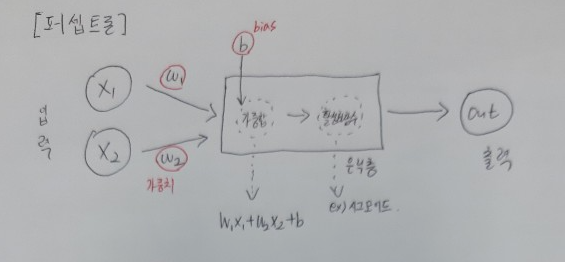 [퍼셉트론]
bias
b
X₁
w₁
입력
가중합
활성함수
out
X₂
w₂
가중치
은닉층
출력
W₁X₁+W₂X₂+b
ex) 시그모이드.